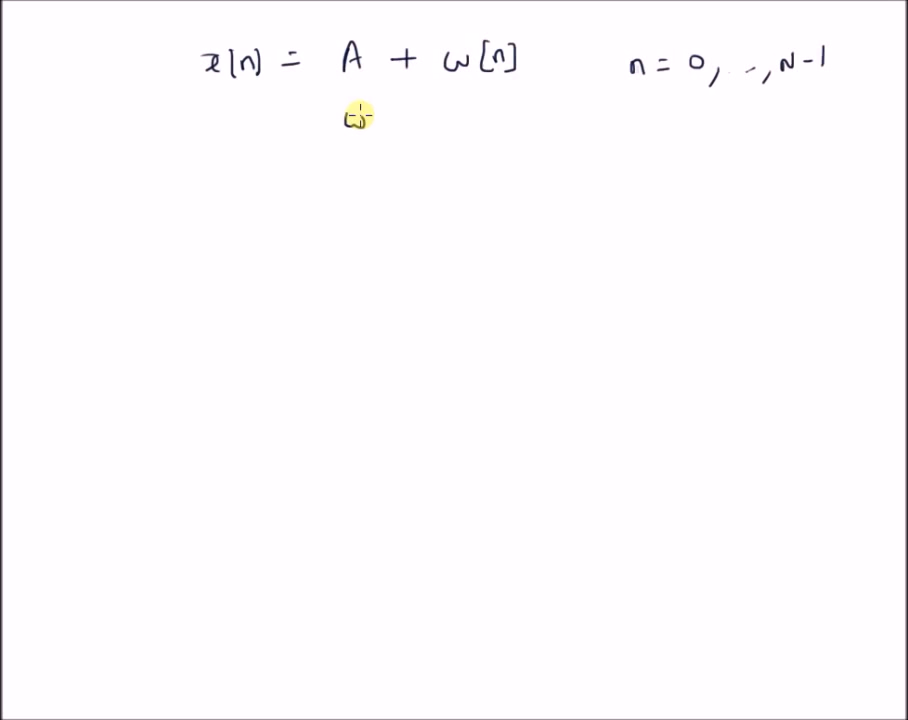 x[n] = A + w[n] n = 0, .. , N-1
w